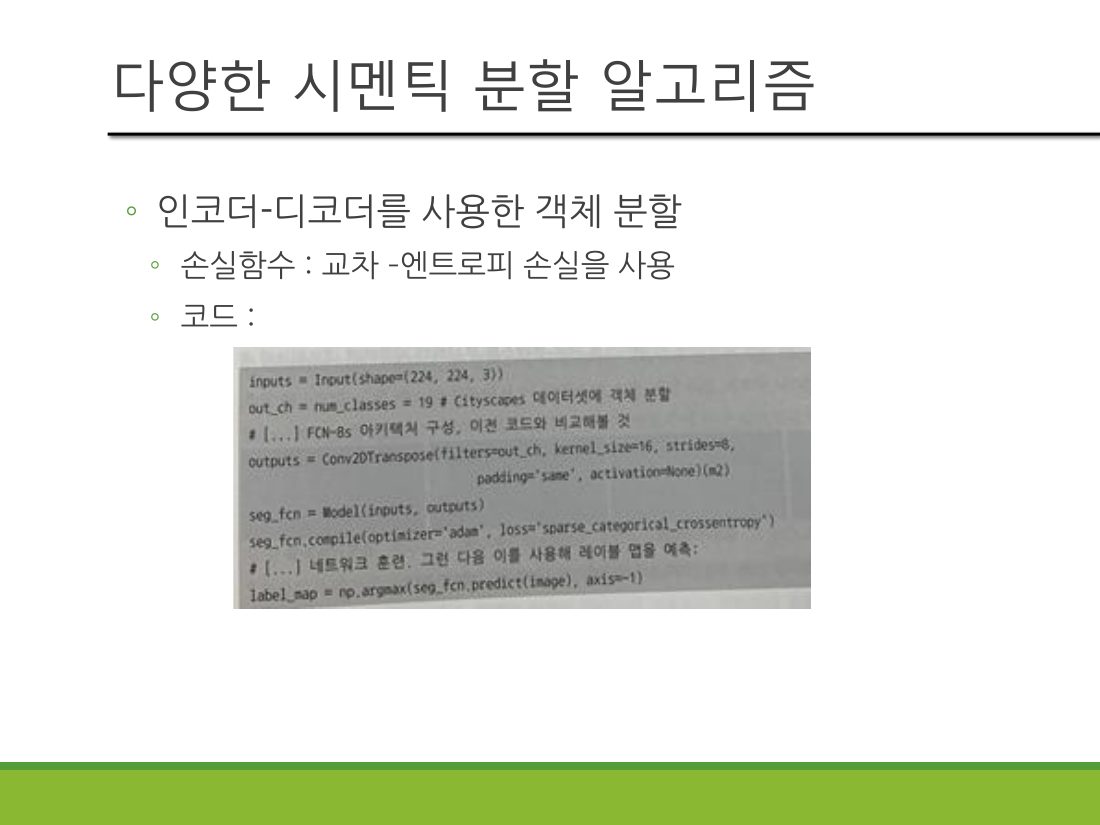 다양한 시멘틱 분할 알고리즘
인코더-디코더를 사용한 객체 분할
손실함수 : 교차 -엔트로피 손실을 사용
코드 :
inputs = Input(shape=(224, 224, 3))
out_ch = num_classes = 19 # Cityscapes 데이터셋에 객체 분할
# [...] FCN-8s 아키텍처 구성, 이전 코드와 비교해볼 것
outputs = Conv2DTranspose(filters=out_ch, kernel_size=16, strides=8,
padding='same', activation=None)(m2)
seg_fcn = Model(inputs, outputs)
seg_fcn.compile(optimizer='adam', loss='sparse_categorical_crossentropy')
# [...] 네트워크 훈련. 그런 다음 이를 사용해 레이블 맵을 예측:
label_map = np.argmax(seg_fcn.predict(image), axis=-1)